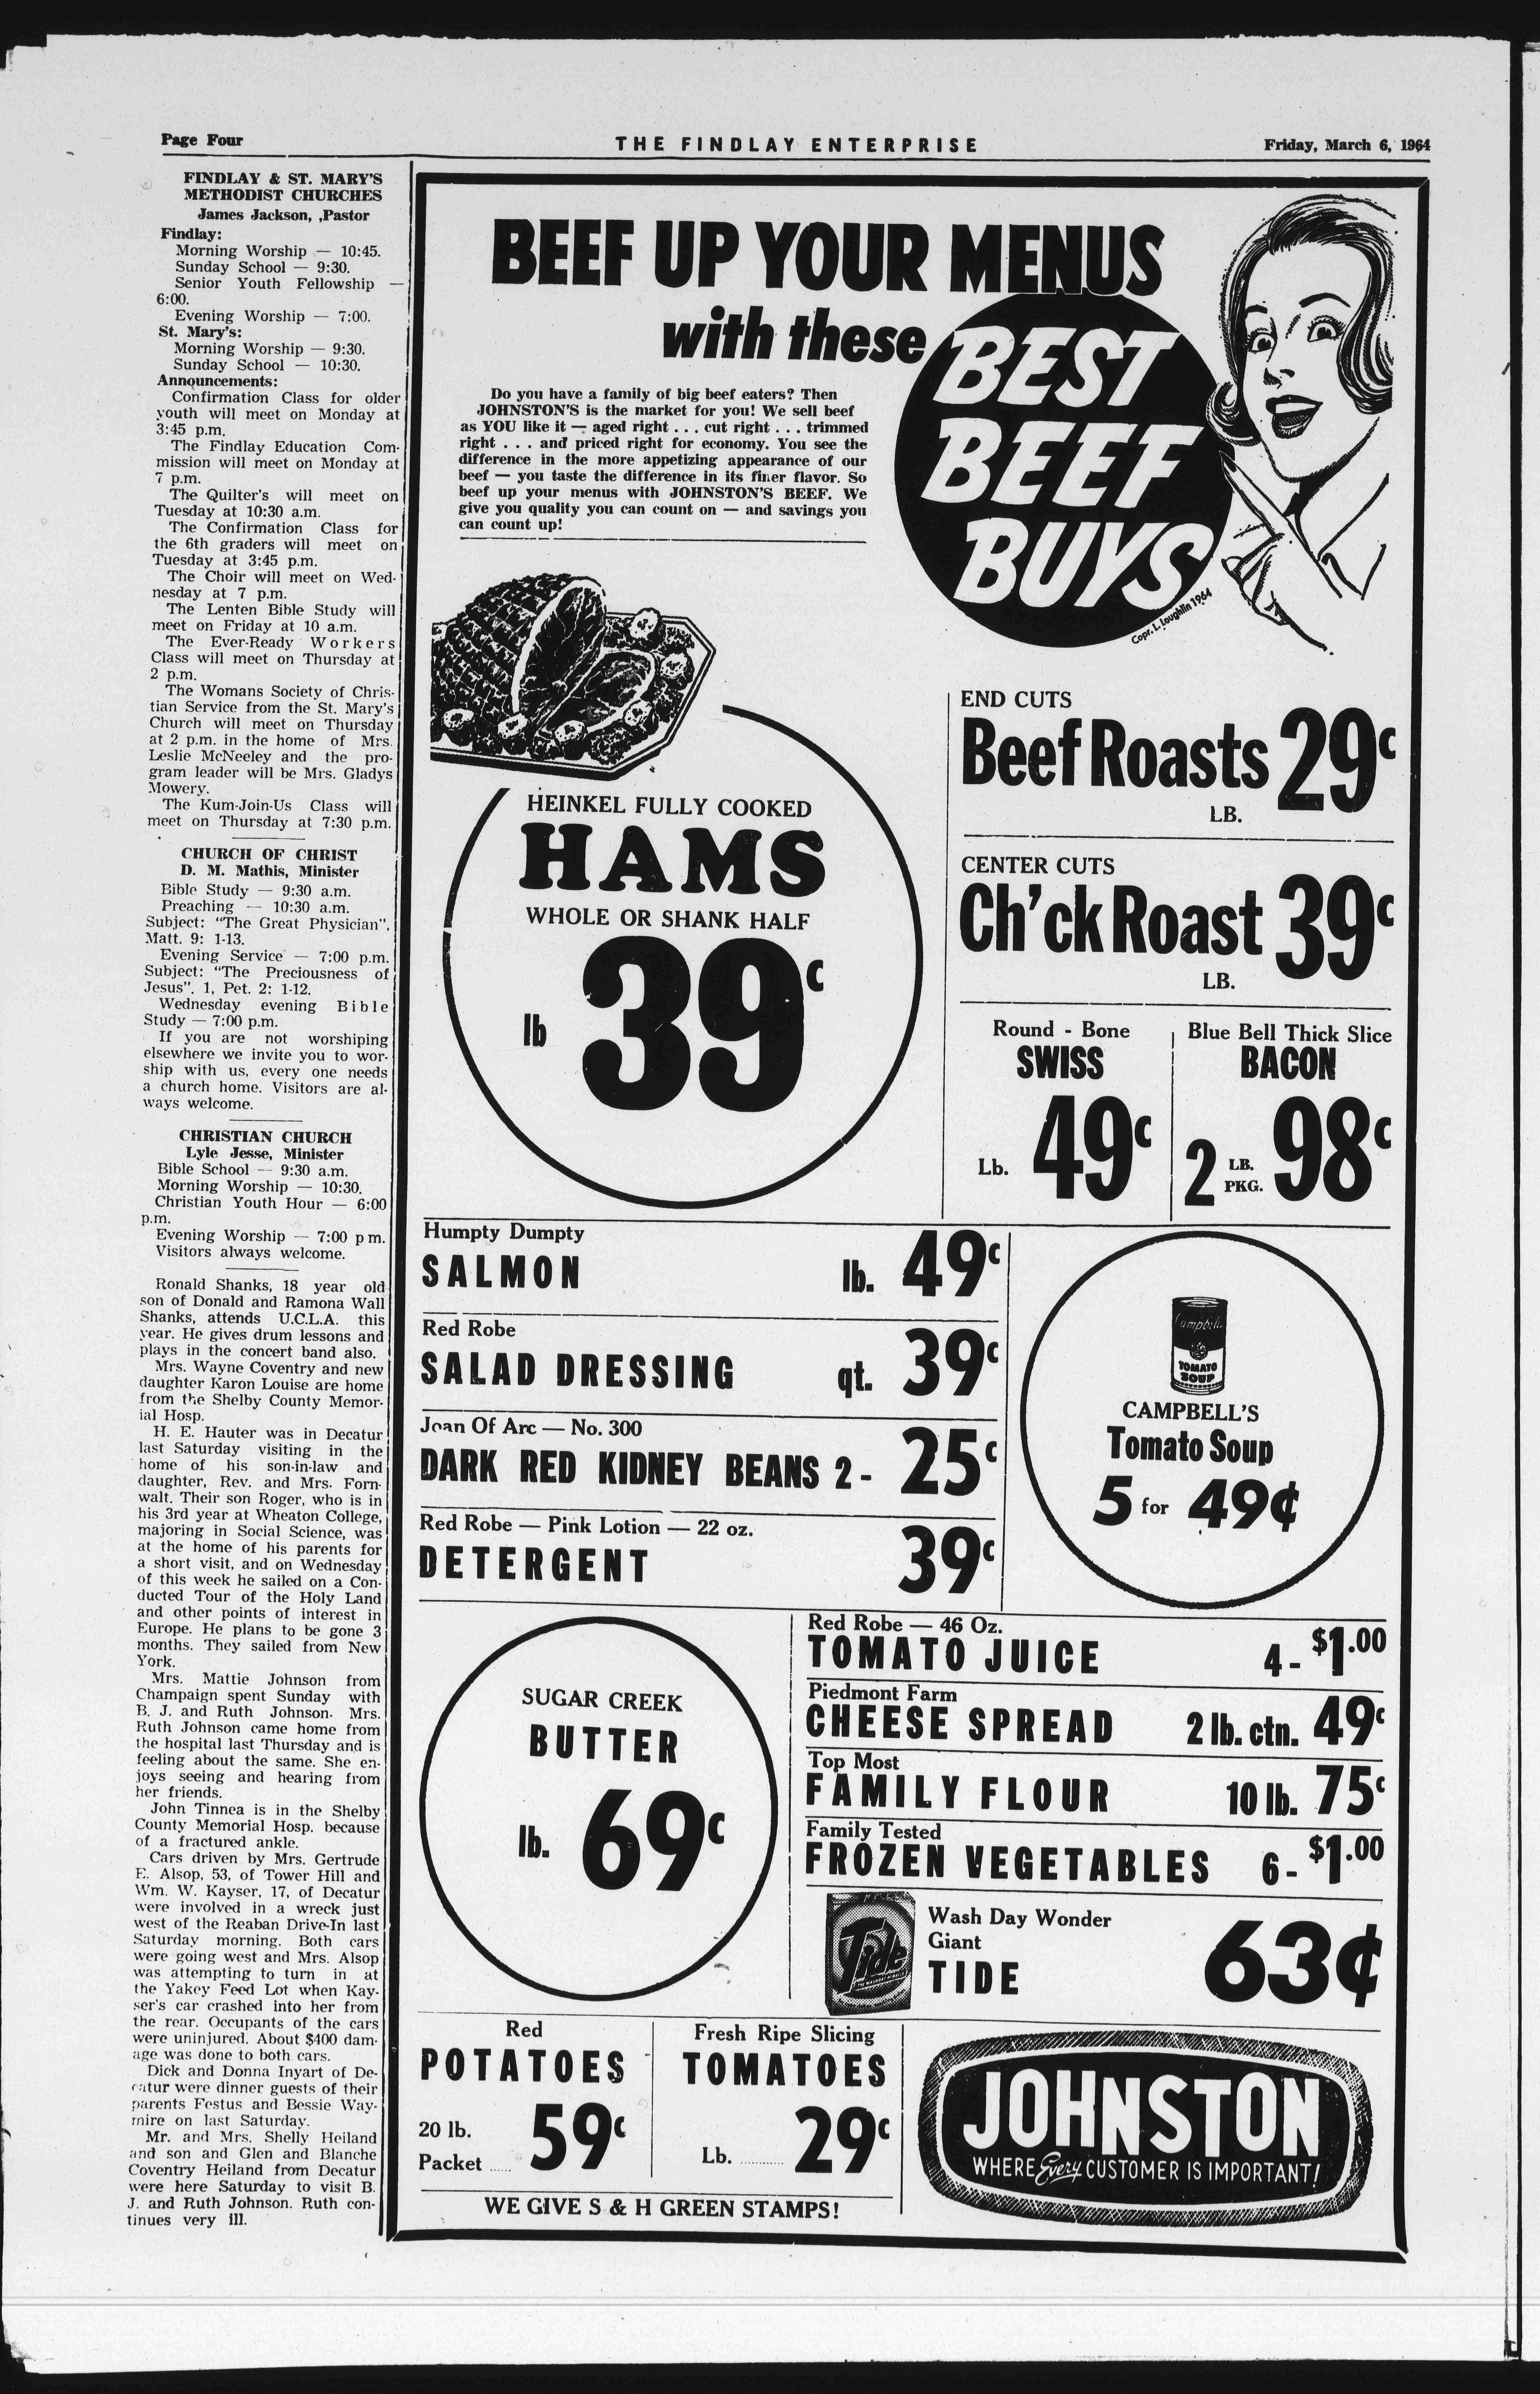 Page Four
THE FINDLAY ENTERPRISE
Friday, March 6, 1964
FINDLAY & ST. MARY'S
METHODIST CHURCHES
James Jackson, ,Pastor
Findlay:
Morning Worship — 10:45.
Sunday School — 9:30.
Senior Youth Fellowship —
6:00.
Evening Worship — 7:00.
St. Mary's:
Morning Worship — 9:30.
Sunday School — 10:30.
Announcements:
Confirmation Class for older
youth will meet on Monday at
3:45 p.m.
The Findlay Education Com-
mission will meet on Monday at
7 p.m.
The Quilter's will meet on
Tuesday at 10:30 a.m.
The Confirmation Class for
the 6th graders will meet on
Tuesday at 3:45 p.m.
The Choir will meet on Wed-
nesday at 7 p.m.
The Lenten Bible Study will
meet on Friday at 10 a.m.
The Ever-Ready Workers
Class will meet on Thursday at
2 p.m.
The Womans Society of Chris-
tian Service from the St. Mary's
Church will meet on Thursday
at 2 p.m. in the home of Mrs.
Leslie McNeeley and the pro-
gram leader will be Mrs. Gladys
Mowery.
The Kum-Join-Us Class will
meet on Thursday at 7:30 p.m.
CHURCH OF CHRIST
D. M. Mathis, Minister
Bible Study — 9:30 a.m.
Preaching — 10:30 a.m.
Subject: "The Great Physician",
Matt. 9: 1-13.
Evening Service — 7:00 p.m.
Subject: "The Preciousness of
Jesus". 1, Pet. 2: 1-12.
Wednesday evening Bible
Study — 7:00 p.m.
If you are not worshiping
elsewhere we invite you to wor-
ship with us, every one needs
a church home. Visitors are al-
ways welcome.
CHRISTIAN CHURCH
Lyle Jesse, Minister
Bible School — 9:30 a.m.
Morning Worship — 10:30.
Christian Youth Hour — 6:00
p.m.
Evening Worship — 7:00 p m.
Visitors always welcome.
Ronald Shanks, 18 year old
son of Donald and Ramona Wall
Shanks, attends U.C.L.A. this
year. He gives drum lessons and
plays in the concert band also.
Mrs. Wayne Coventry and new
daughter Karon Louise are home
from the Shelby County Memor-
ial Hosp.
H. E. Hauter was in Decatur
last Saturday visiting in the
home of his son-in-law and
daughter, Rev. and Mrs. Forn-
walt. Their son Roger, who is in
his 3rd year at Wheaton College,
majoring in Social Science, was
at the home of his parents for
a short visit, and on Wednesday
of this week he sailed on a Con-
ducted Tour of the Holy Land
and other points of interest in
Europe. He plans to be gone 3
months. They sailed from New
York.
Mrs. Mattie Johnson from
Champaign spent Sunday with
B. J. and Ruth Johnson. Mrs.
Ruth Johnson came home from
the hospital last Thursday and is
feeling about the same. She en-
joys seeing and hearing from
her friends.
John Tinnea is in the Shelby
County Memorial Hosp. because
of a fractured ankle.
Cars driven by Mrs. Gertrude
E. Alsop, 53, of Tower Hill and
Wm. W. Kayser, 17, of Decatur
were involved in a wreck just
west of the Reaban Drive-In last
Saturday morning. Both cars
were going west and Mrs. Alsop
was attempting to turn in at
the Yakey Feed Lot when Kay-
ser's car crashed into her from
the rear. Occupants of the cars
were uninjured. About $400 dam-
age was done to both cars.
Dick and Donna Inyart of De-
catur were dinner guests of their
parents Festus and Bessie Way-
mire on last Saturday.
Mr. and Mrs. Shelly Heiland
and son and Glen and Blanche
Coventry Heiland from Decatur
were here Saturday to visit B.
J. and Ruth Johnson. Ruth con-
tinues very ill.
BEEF UP YOUR MENUS
with these
BEST
BEEF
BUYS
Copr. L. Loughlin 1964
Do you have a family of big beef eaters? Then
JOHNSTON'S is the market for you! We sell beef
as YOU like it — aged right . . . cut right . . . trimmed
right . . . and priced right for economy. You see the
difference in the more appetizing appearance of our
beef — you taste the difference in its finer flavor. So
beef up your menus with JOHNSTON'S BEEF. We
give you quality you can count on — and savings you
can count up!
HEINKEL FULLY COOKED
HAMS
WHOLE OR SHANK HALF
lb 39c
END CUTS
Beef Roasts 29c
LB.
CENTER CUTS
Ch'ck Roast 39c
LB.
Round - Bone
SWISS
Lb. 49c
Blue Bell Thick Slice
BACON
2 LB. PKG. 98c
Humpty Dumpty
SALMON lb. 49c
Red Robe
SALAD DRESSING qt. 39c
Joan Of Arc — No. 300
DARK RED KIDNEY BEANS 2 - 25c
Red Robe — Pink Lotion — 22 oz.
DETERGENT 39c
Campbell's
TOMATO
SOUP
CAMPBELL'S
Tomato Soup
5 for 49¢
SUGAR CREEK
BUTTER
lb. 69c
Red Robe — 46 Oz.
TOMATO JUICE 4 - $1.00
Piedmont Farm
CHEESE SPREAD 2 lb. ctn. 49c
Top Most
FAMILY FLOUR 10 lb. 75c
Family Tested
FROZEN VEGETABLES 6 - $1.00
Tide
Wash Day Wonder
Giant
TIDE
63¢
Red
POTATOES
20 lb.
Packet ...... 59c
Fresh Ripe Slicing
TOMATOES
Lb. ........... 29c
WE GIVE S & H GREEN STAMPS!
JOHNSTON
WHERE Every CUSTOMER IS IMPORTANT!